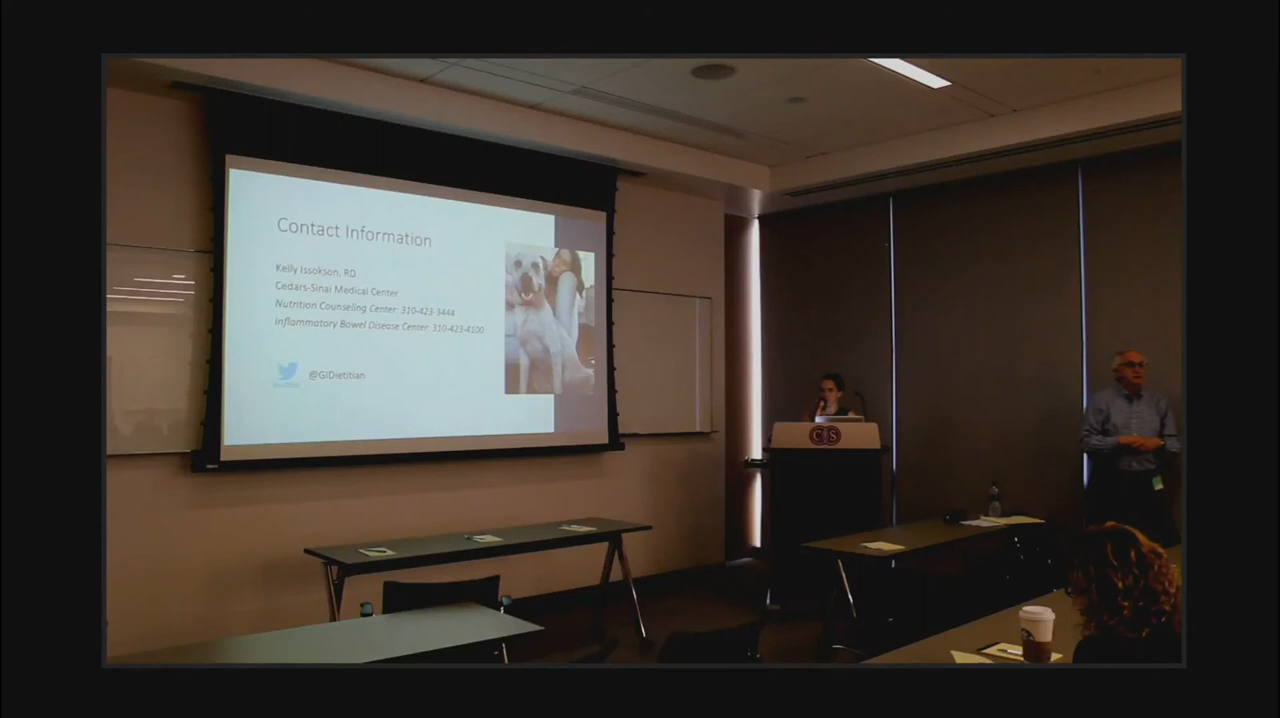 Contact Information
Kelly Issokson, RD
Cedars-Sinai Medical Center
Nutrition Counseling Center: 310-423-3444
Inflammatory Bowel Disease Center: 310-423-4100
@GIDietitian
CS